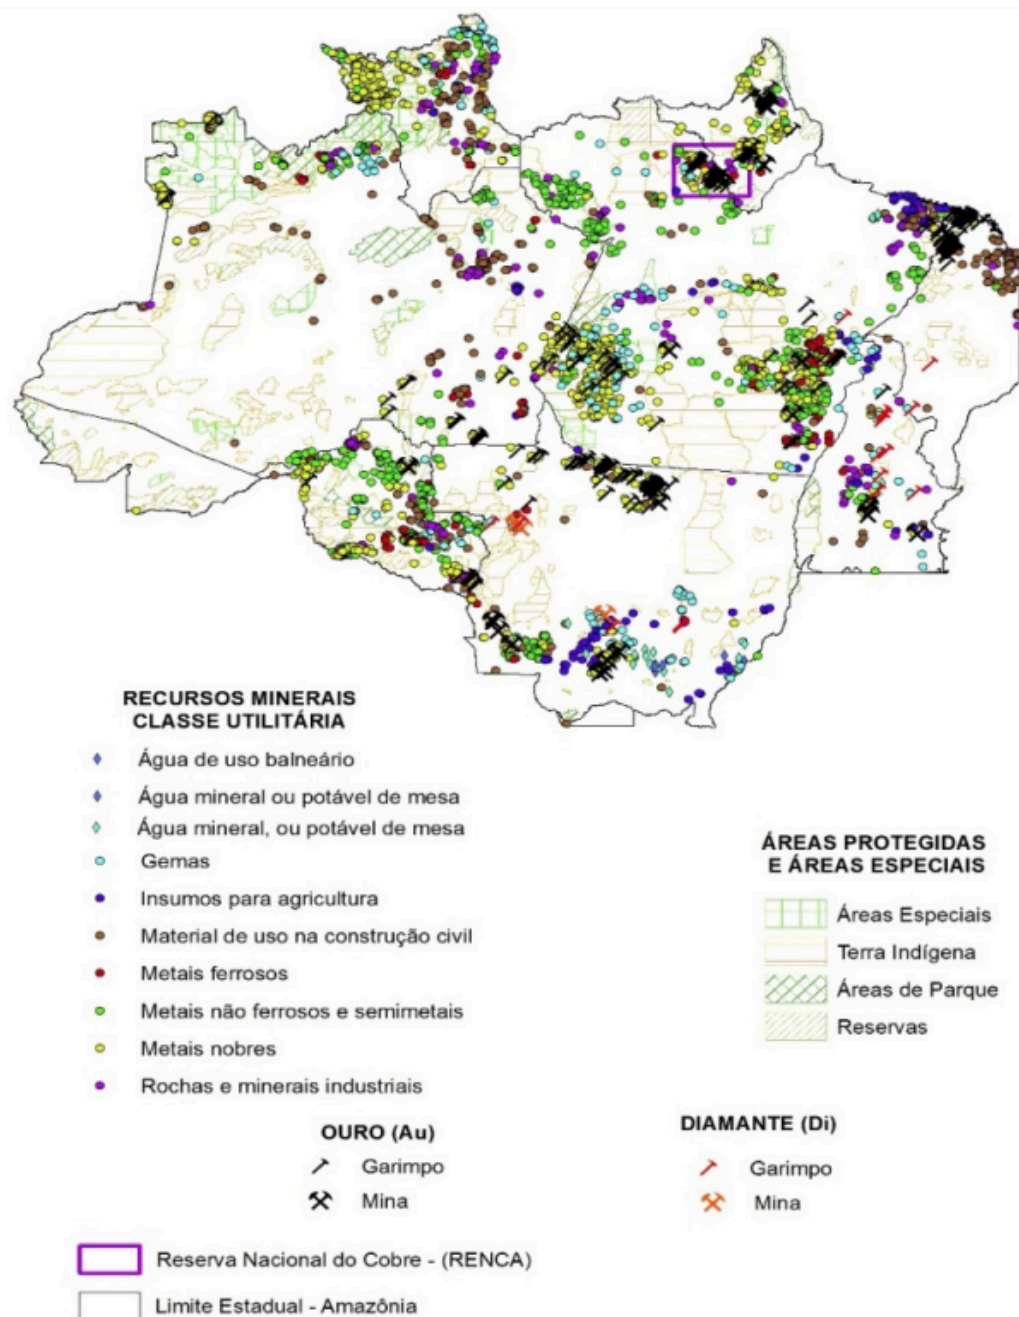 RECURSOS MINERAIS
CLASSE UTILITÁRIA
Água de uso balneário
Água mineral ou potável de mesa
Água mineral, ou potável de mesa
Gemas
Insumos para agricultura
Material de uso na construção civil
Metais ferrosos
Metais não ferrosos e semimetais
Metais nobres
Rochas e minerais industriais
ÁREAS PROTEGIDAS
E ÁREAS ESPECIAIS
Áreas Especiais
Terra Indígena
Áreas de Parque
Reservas
OURO (Au)
Garimpo
Mina
DIAMANTE (Di)
Garimpo
Mina
Reserva Nacional do Cobre - (RENCA)
Limite Estadual - Amazônia